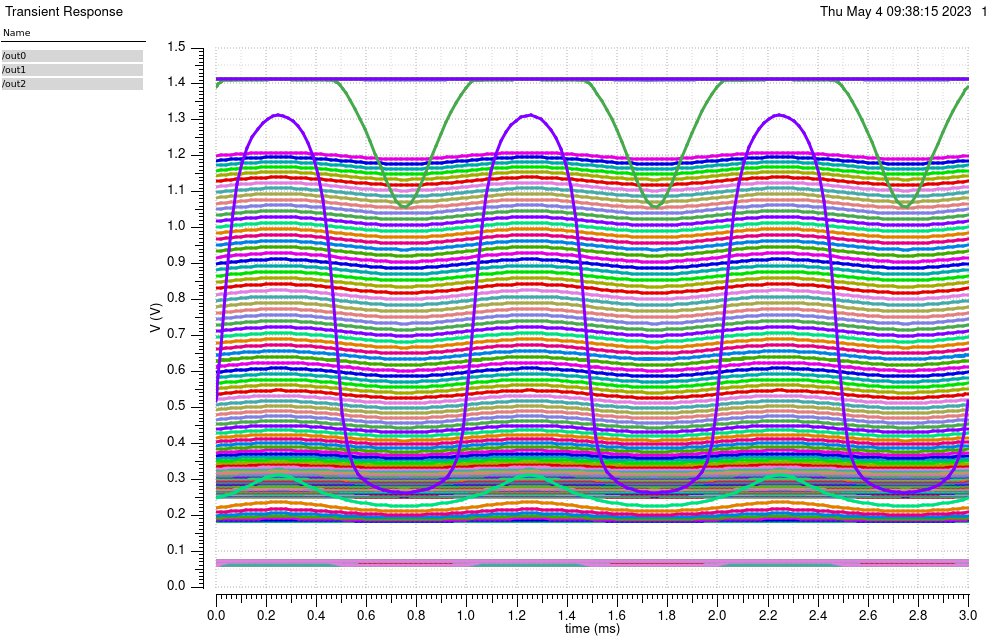 Transient Response
Thu May 4 09:38:15 2023 1
Name
/out0
/out1
/out2
V (V)
1.5
1.4
1.3
1.2
1.1
1.0
0.9
0.8
0.7
0.6
0.5
0.4
0.3
0.2
0.1
0.0
0.0 0.2 0.4 0.6 0.8 1.0 1.2 1.4 1.6 1.8 2.0 2.2 2.4 2.6 2.8 3.0
time (ms)